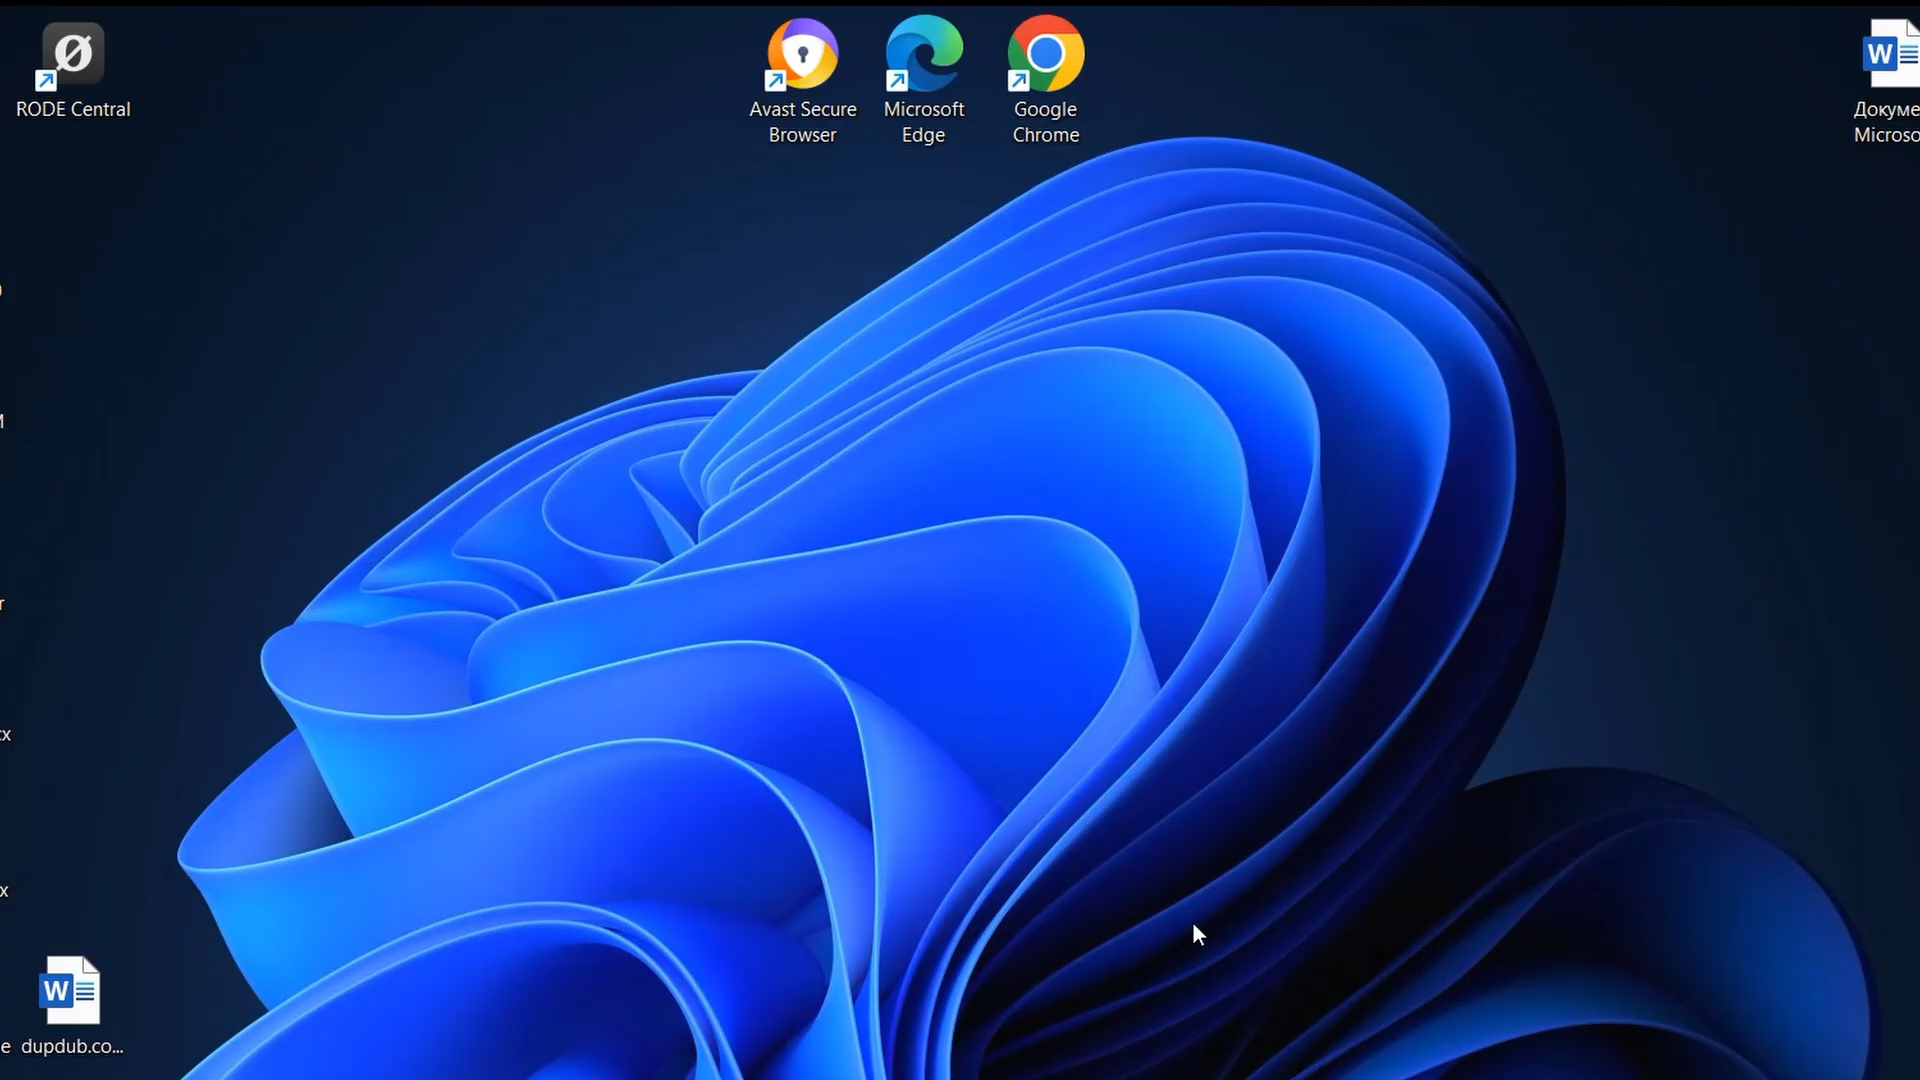 RODE Central
Avast Secure
Browser
Microsoft
Edge
Google
Chrome
Докуме
Microso
dupdub.co...